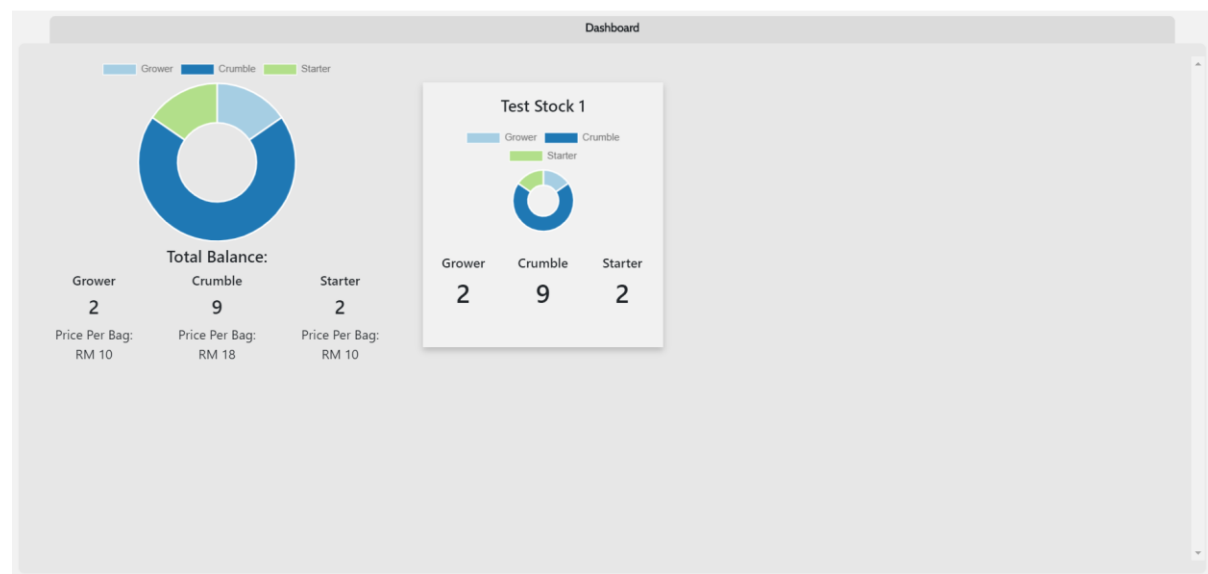 Dashboard
Grower Crumble Starter
Total Balance:
Grower Crumble Starter
2 9 2
Price Per Bag: Price Per Bag: Price Per Bag:
RM 10 RM 18 RM 10
Test Stock 1
Grower Crumble
Starter
Grower Crumble Starter
2 9 2